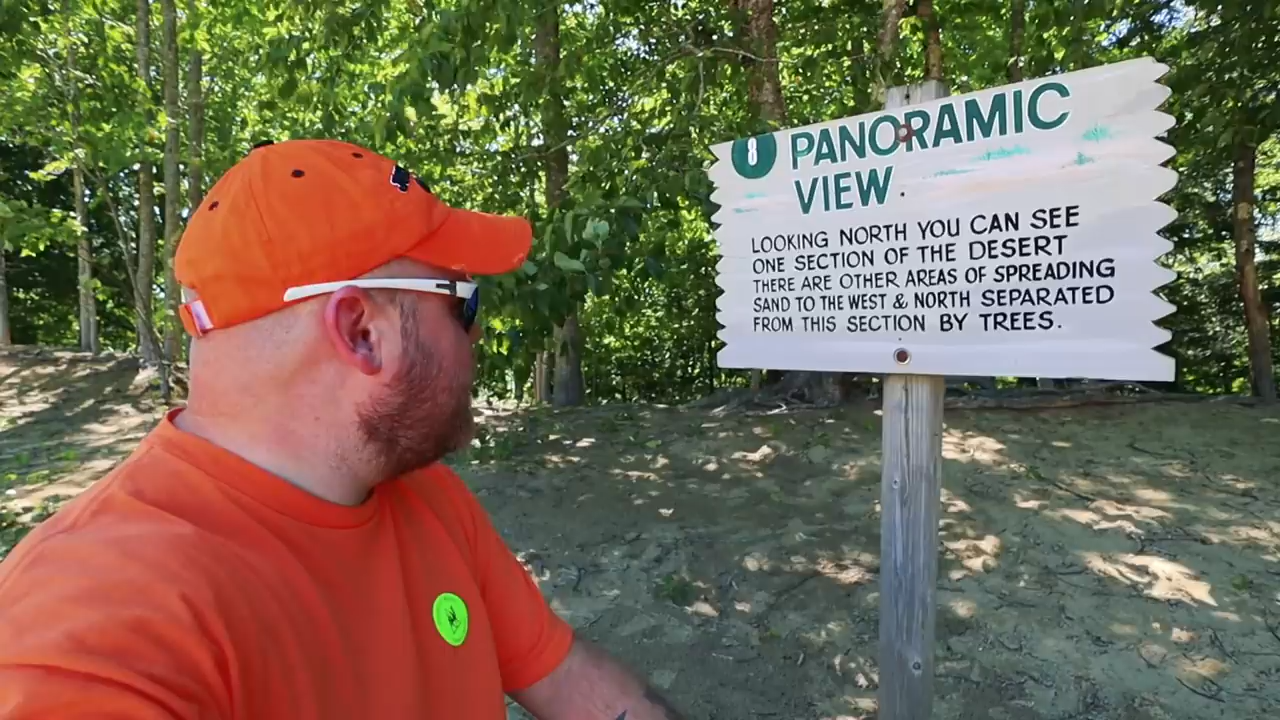 8 PANORAMIC
VIEW
LOOKING NORTH YOU CAN SEE
ONE SECTION OF THE DESERT
THERE ARE OTHER AREAS OF SPREADING
SAND TO THE WEST & NORTH SEPARATED
FROM THIS SECTION BY TREES.